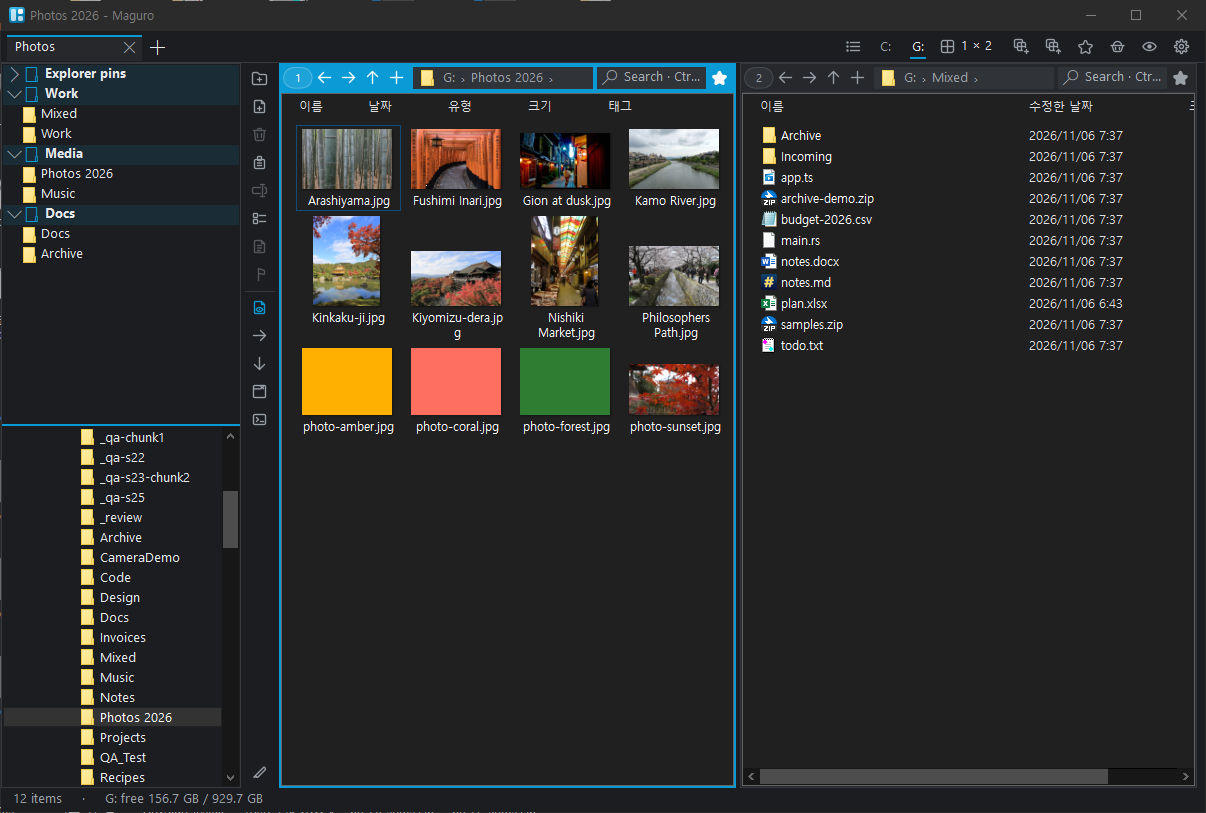 Photos 2026 - Maguro
Photos
C:
G:
1 × 2
Explorer pins
Work
Mixed
Work
Media
Photos 2026
Music
Docs
Docs
Archive
_qa-chunk1
_qa-s22
_qa-s23-chunk2
_qa-s25
_review
Archive
CameraDemo
Code
Design
Docs
Invoices
Mixed
Music
Notes
Photos 2026
Projects
QA_Test
Recipes
1
G: › Photos 2026 ›
Search · Ctr...
이름 날짜 유형 크기 태그
Arashiyama.jpg
Fushimi Inari.jpg
Gion at dusk.jpg
Kamo River.jpg
Kinkaku-ji.jpg
Kiyomizu-dera.jp
g
Nishiki
Market.jpg
Philosophers
Path.jpg
photo-amber.jpg
photo-coral.jpg
photo-forest.jpg
photo-sunset.jpg
2
G: › Mixed ›
Search · Ctr...
이름 수정한 날짜
Archive 2026/11/06 7:37
Incoming 2026/11/06 7:37
app.ts 2026/11/06 7:37
archive-demo.zip 2026/11/06 7:37
budget-2026.csv 2026/11/06 7:37
main.rs 2026/11/06 7:37
notes.docx 2026/11/06 7:37
notes.md 2026/11/06 7:37
plan.xlsx 2026/11/06 6:43
samples.zip 2026/11/06 7:37
todo.txt 2026/11/06 7:37
12 items · G: free 156.7 GB / 929.7 GB